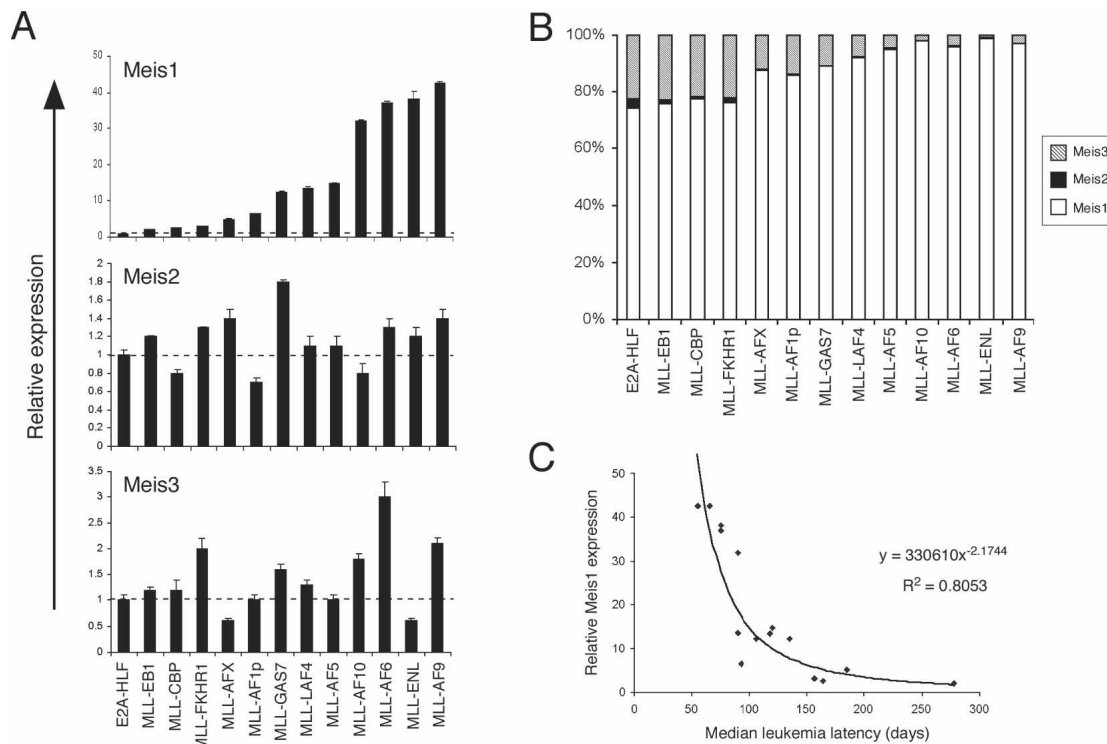 A
Relative expression
Meis1
50
40
30
20
10
0
Meis2
2
1.8
1.6
1.4
1.2
1
0.8
0.6
0.4
0.2
0
Meis3
3.5
3
2.5
2
1.5
1
0.5
0
E2A-HLF
MLL-EB1
MLL-CBP
MLL-FKHR1
MLL-AFX
MLL-AF1p
MLL-GAS7
MLL-LAF4
MLL-AF5
MLL-AF10
MLL-AF6
MLL-ENL
MLL-AF9
B
100%
80%
60%
40%
20%
0%
E2A-HLF
MLL-EB1
MLL-CBP
MLL-FKHR1
MLL-AFX
MLL-AF1p
MLL-GAS7
MLL-LAF4
MLL-AF5
MLL-AF10
MLL-AF6
MLL-ENL
MLL-AF9
Meis3
Meis2
Meis1
C
Relative Meis1 expression
50
40
30
20
10
0
y = 330610x-2.1744
R2 = 0.8053
0 50 100 150 200 250 300
Median leukemia latency (days)